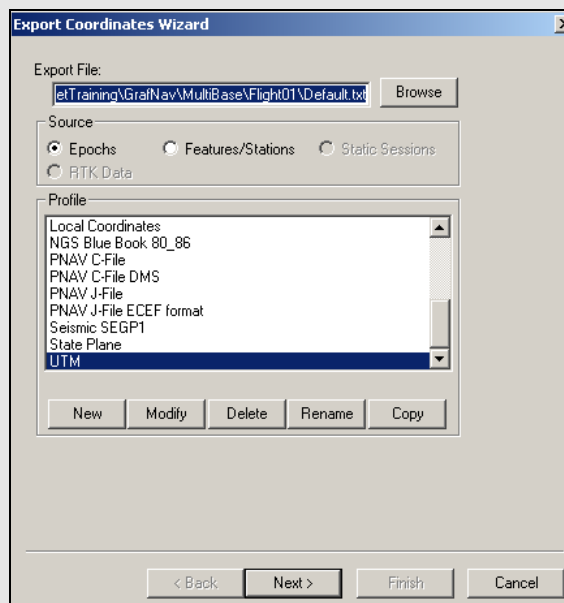 Export Coordinates Wizard
Export File:
etTraining\GrafNav\MultiBase\Flight01\Default.txt
Browse
Source
Epochs
Features/Stations
Static Sessions
RTK Data
Profile
Local Coordinates
NGS Blue Book 80_86
PNAV C-File
PNAV C-File DMS
PNAV J-File
PNAV J-File ECEF format
Seismic SEGP1
State Plane
UTM
New Modify Delete Rename Copy
< Back Next > Finish Cancel